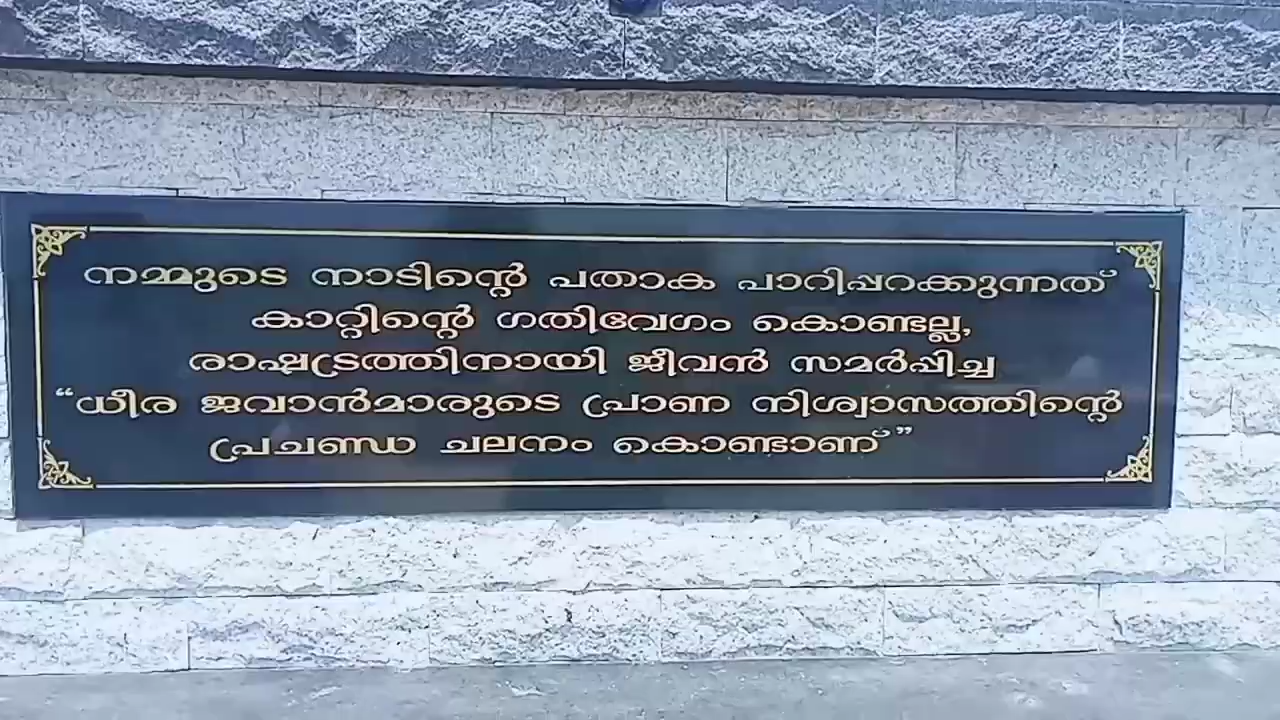 നമ്മുടെ നാടിന്റെ പതാക പാറിപ്പറക്കുന്നത്
കാറ്റിന്റെ ഗതിവേഗം കൊണ്ടല്ല,
രാഷ്ട്രത്തിനായി ജീവൻ സമർപ്പിച്ച
“ധീര ജവാൻമാരുടെ പ്രാണ നിശ്വാസത്തിന്റെ
പ്രചണ്ഡ ചലനം കൊണ്ടാണ്”